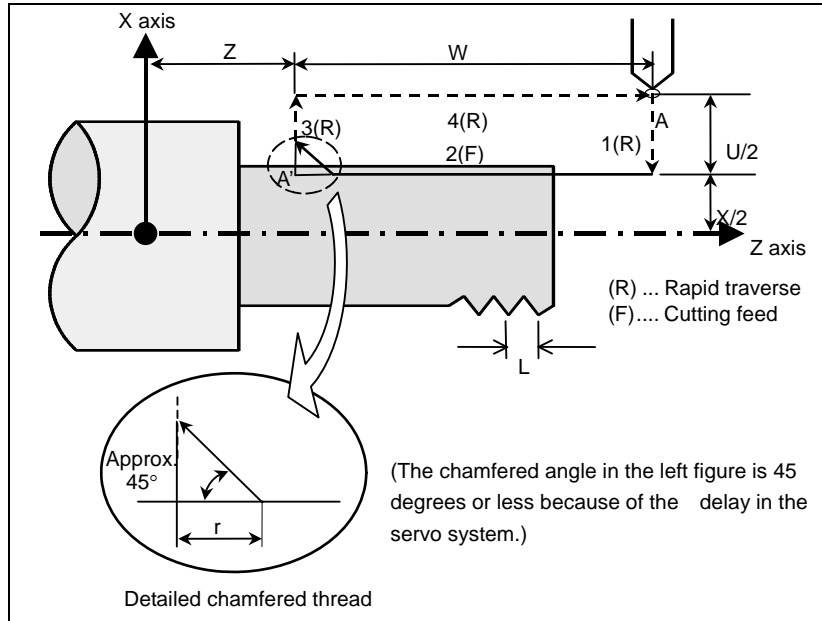 X axis
Z
W
3(R)
4(R)
A
1(R)
2(F)
U/2
A'
X/2
Z axis
(R) ... Rapid traverse
(F).... Cutting feed
L
Approx.
45°
r
(The chamfered angle in the left figure is 45
degrees or less because of the delay in the
servo system.)
Detailed chamfered thread